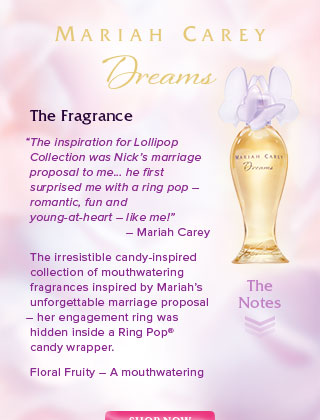 MARIAH CAREY
Dreams
The Fragrance
“The inspiration for Lollipop
Collection was Nick’s marriage
proposal to me... he first
surprised me with a ring pop –
romantic, fun and
young-at-heart – like me!”
– Mariah Carey
MARIAH CAREY
Dreams
The
Notes
The irresistible candy-inspired
collection of mouthwatering
fragrances inspired by Mariah’s
unforgettable marriage proposal
– her engagement ring was
hidden inside a Ring Pop®
candy wrapper.
Floral Fruity – A mouthwatering
SHOP NOW